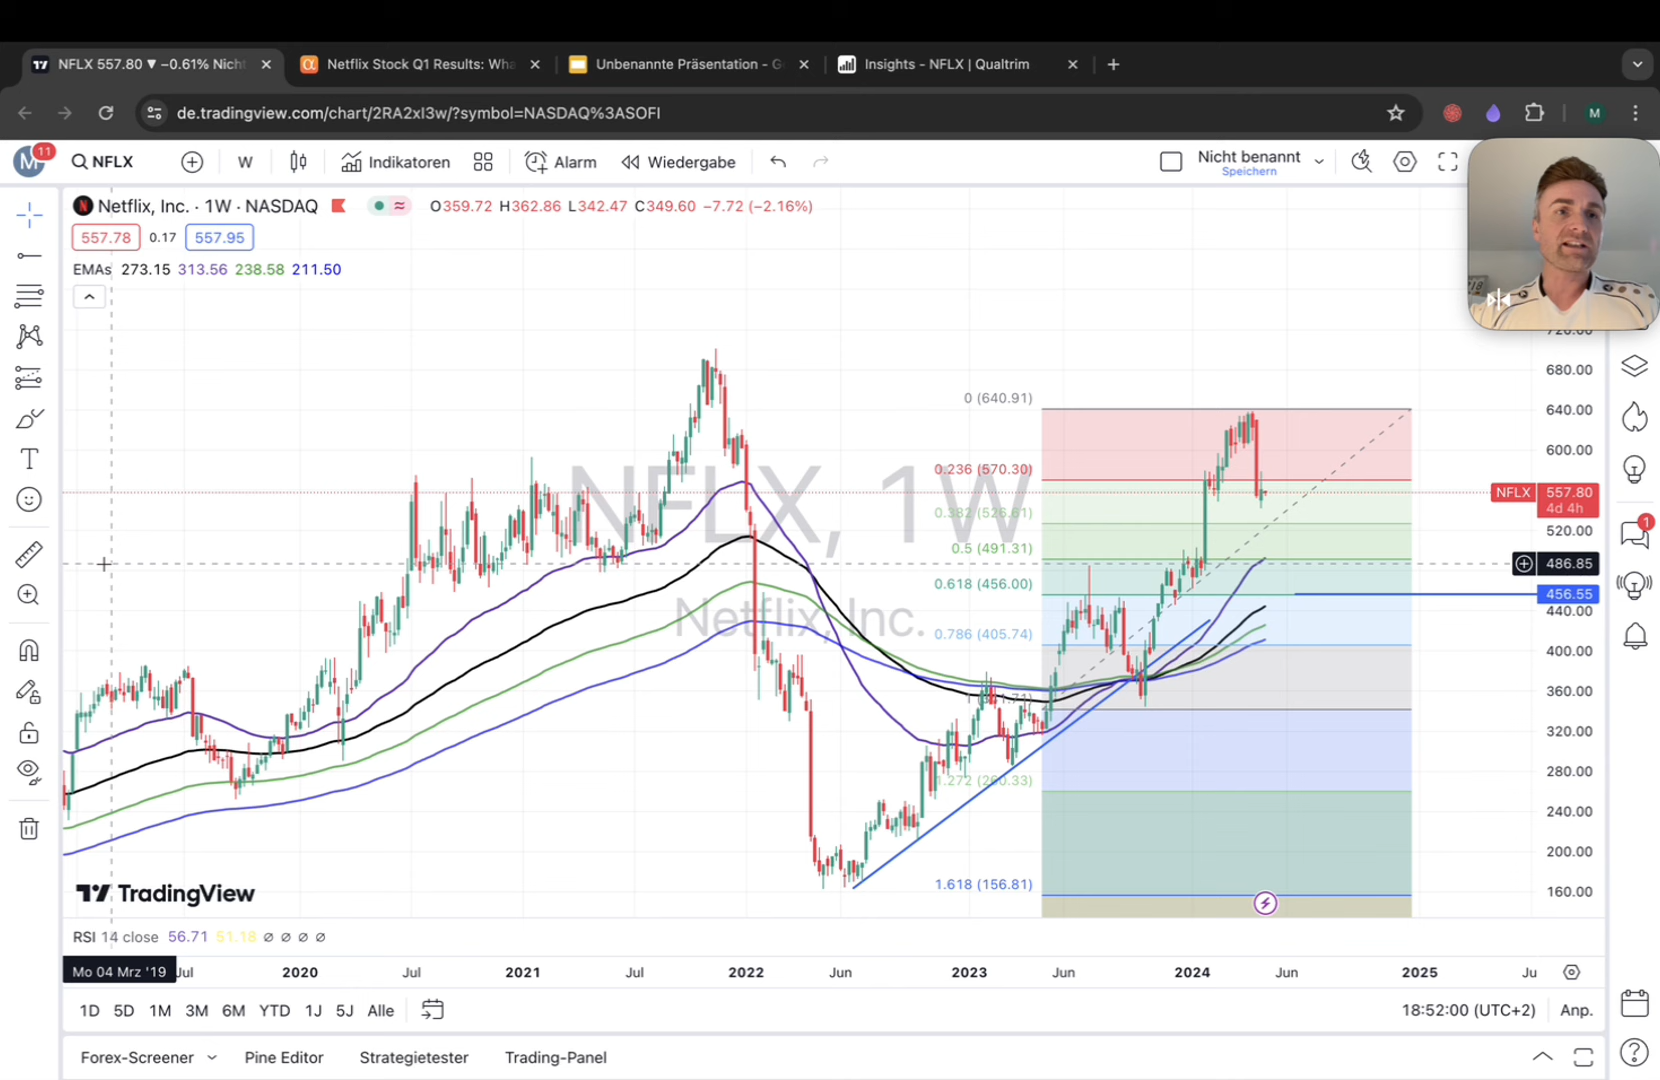 NFLX 557.80 ▼ −0.61% Nicht
Netflix Stock Q1 Results: Wha
Unbenannte Präsentation - G
Insights - NFLX | Qualtrim
de.tradingview.com/chart/2RA2xI3w/?symbol=NASDAQ%3ASOFI
M
M
11
NFLX
W
Indikatoren
Alarm
Wiedergabe
Nicht benannt
Speichern
Netflix, Inc. · 1W · NASDAQ
O359.72 H362.86 L342.47 C349.60 −7.72 (−2.16%)
557.78
0.17
557.95
EMAs 273.15 313.56 238.58 211.50
NFLX, 1W
Netflix, Inc.
0 (640.91)
0.236 (570.30)
0.382 (526.61)
0.5 (491.31)
0.618 (456.00)
0.786 (405.74)
1.272 (260.33)
1.618 (156.81)
720.00
680.00
640.00
600.00
NFLX
557.80
4d 4h
520.00
486.85
456.55
440.00
400.00
360.00
320.00
280.00
240.00
200.00
160.00
1
TradingView
RSI 14 close 56.71 51.18 ∅ ∅ ∅ ∅
Mo 04 Mrz '19
Jul
2020
Jul
2021
Jul
2022
Jun
2023
Jun
2024
Jun
2025
Ju
1D 5D 1M 3M 6M YTD 1J 5J Alle
18:52:00 (UTC+2)
Anp.
Forex-Screener
Pine Editor
Strategietester
Trading-Panel